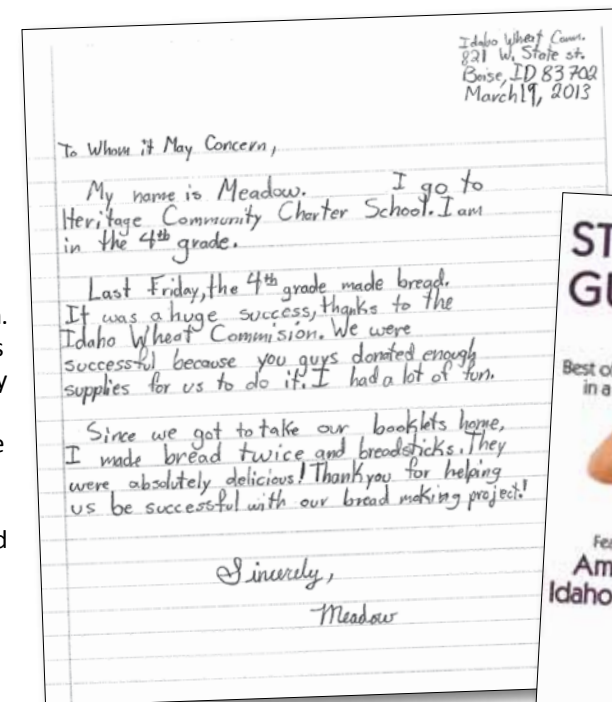 Idaho Wheat Comm.
821 W. State st.
Boise, ID 83702
March 19, 2013
To Whom it May Concern,
My name is Meadow. I go to
Heritage Community Charter School. I am
in the 4th grade.
Last Friday, the 4th grade made bread.
It was a huge success, thanks to the
Idaho Wheat Commision. We were
successful because you guys donated enough
supplies for us to do it. I had a lot of fun.
Since we got to take our booklets home,
I made bread twice and breadsticks. They
were absolutely delicious! Thank you for helping
us be successful with our bread making project!
Sincerely,
Meadow
ST
GU
Best o
in a
Fea
Am
Idaho